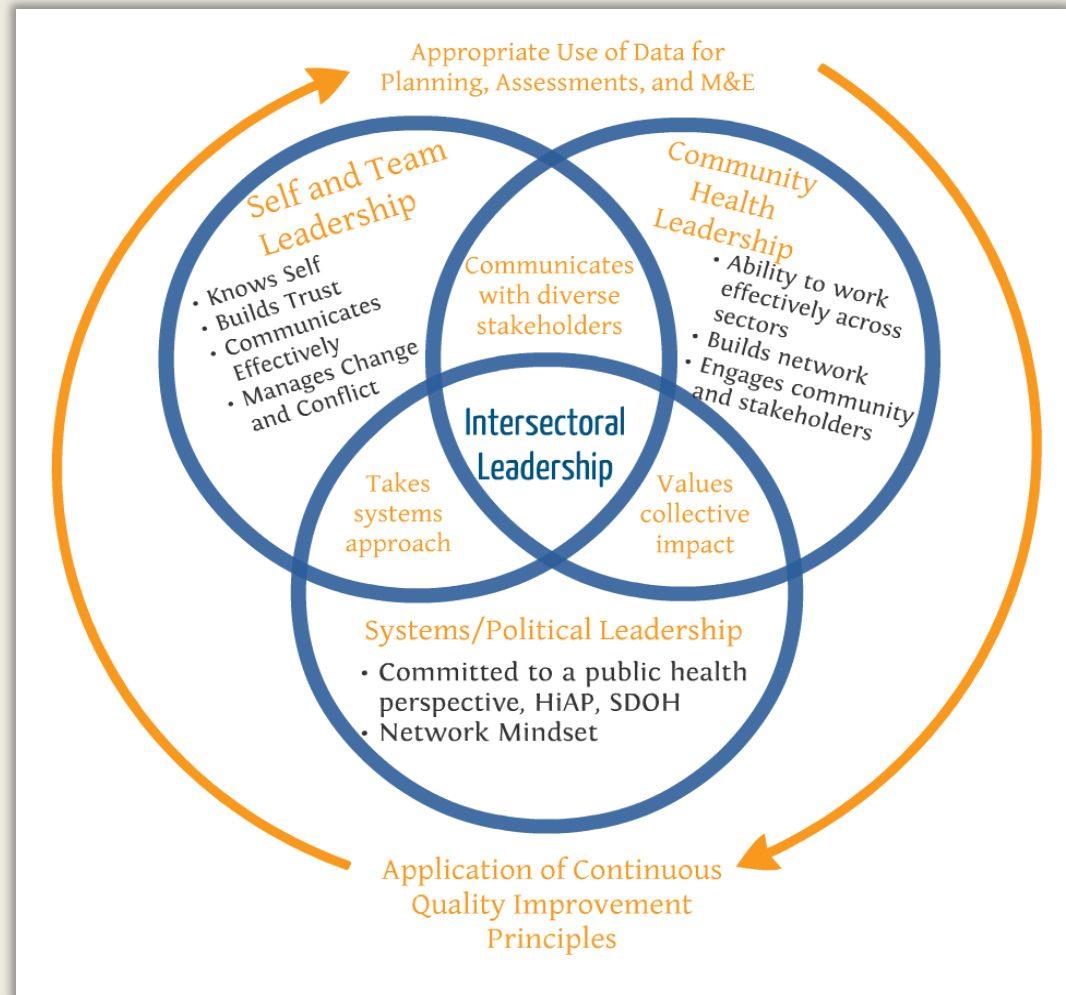 Appropriate Use of Data for
Planning, Assessments, and M&E
Self and Team
Leadership
• Knows Self
• Builds Trust
• Communicates
Effectively
• Manages Change
and Conflict
Community
Health
Leadership
• Ability to work
effectively across
sectors
• Builds network
• Engages community
and stakeholders
Communicates
with diverse
stakeholders
Intersectoral
Leadership
Takes
systems
approach
Values
collective
impact
Systems/Political Leadership
• Committed to a public health
perspective, HiAP, SDOH
• Network Mindset
Application of Continuous
Quality Improvement
Principles